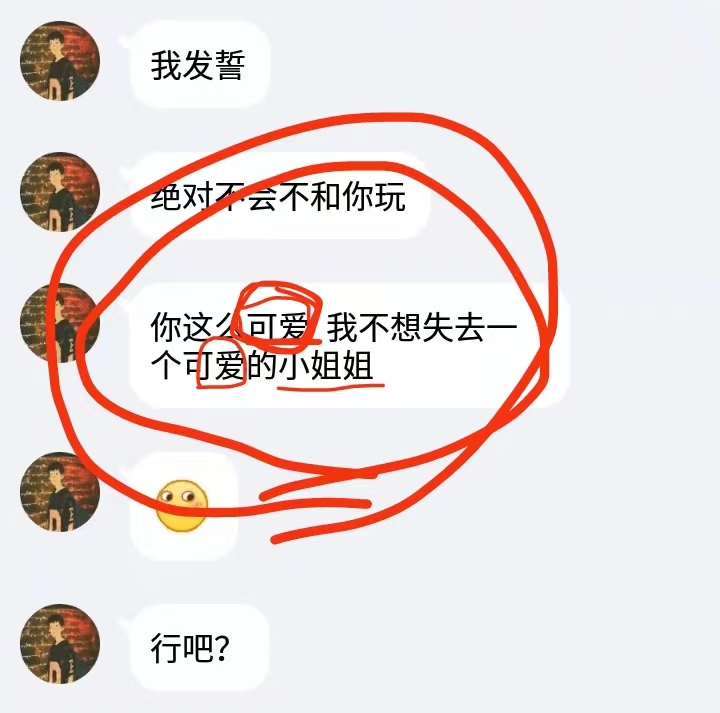 我发誓
绝对不会不和你玩
你这么可爱 我不想失去一
个可爱的小姐姐
行吧?